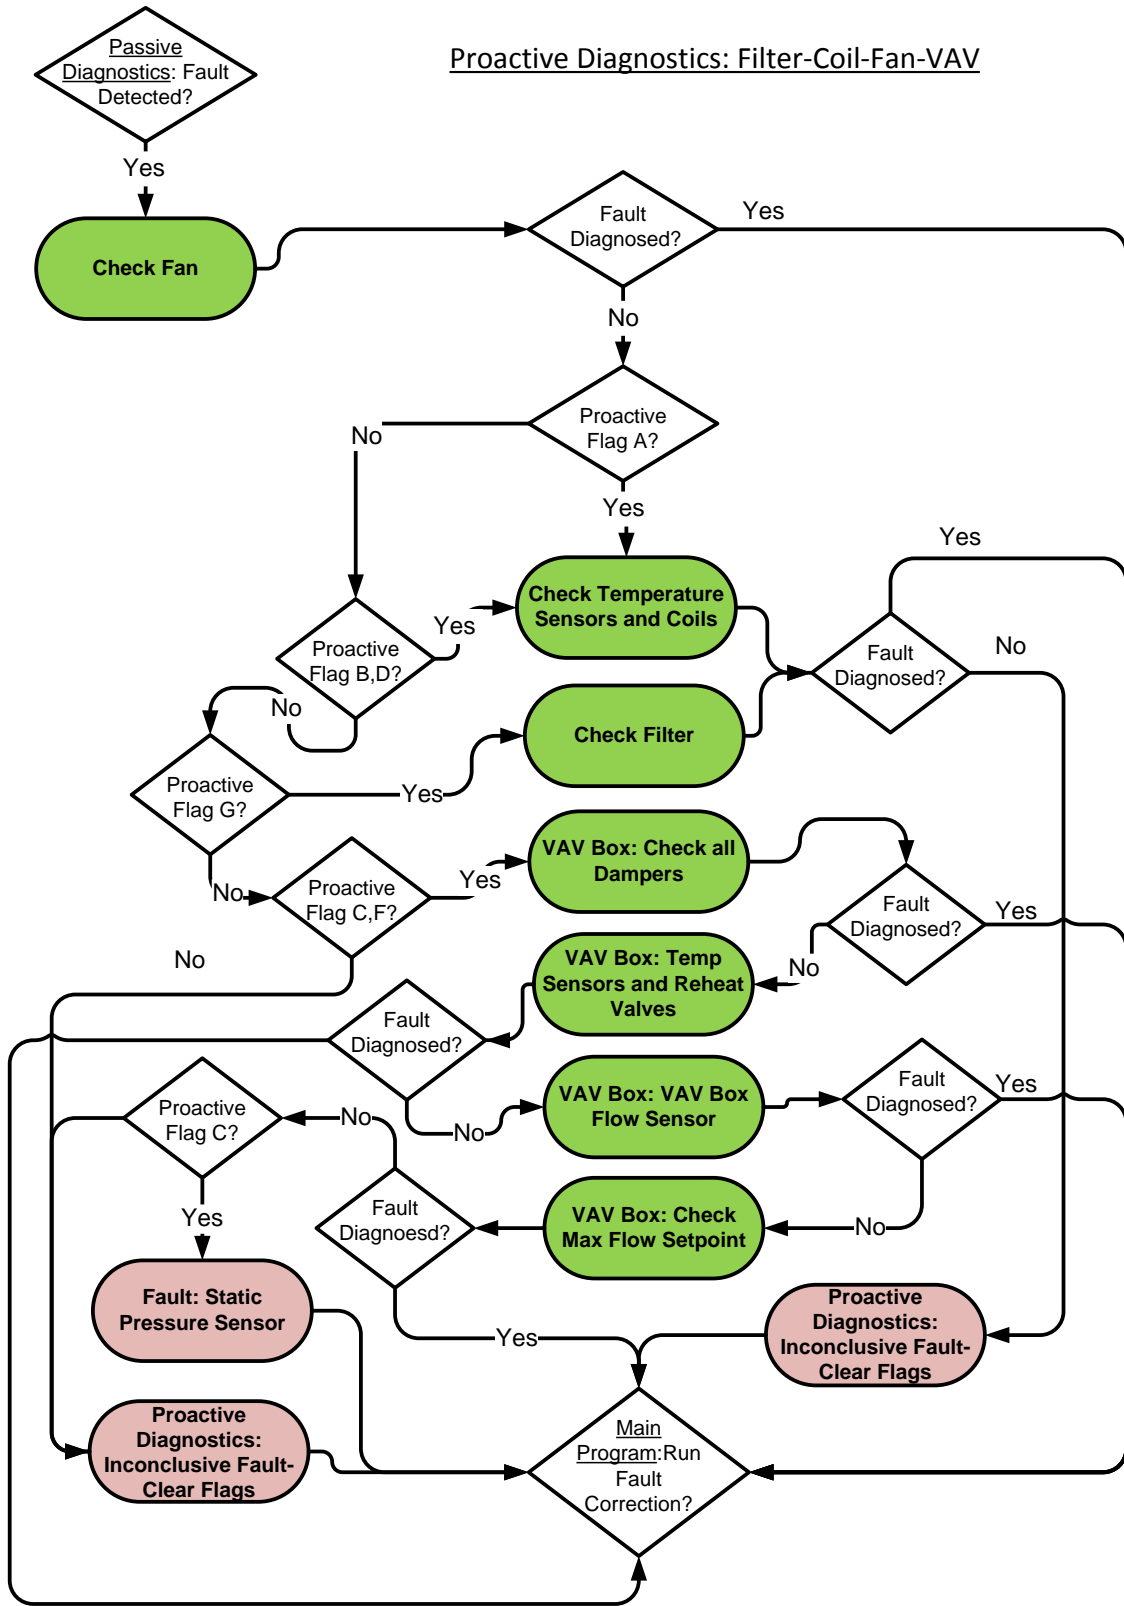 Proactive Diagnostics: Filter-Coil-Fan-VAV
Passive
Diagnostics: Fault
Detected?
Yes
Check Fan
Fault
Diagnosed?
Yes
No
Proactive
Flag A?
No
Yes
Check Temperature
Sensors and Coils
Yes
Proactive
Flag B,D?
Yes
No
Fault
Diagnosed?
No
Check Filter
Proactive
Flag G?
Yes
No
VAV Box: Check all
Dampers
Proactive
Flag C,F?
Yes
No
Fault
Diagnosed?
Yes
No
VAV Box: Temp
Sensors and Reheat
Valves
Fault
Diagnosed?
No
VAV Box: VAV Box
Flow Sensor
Fault
Diagnosed?
Yes
No
Proactive
Flag C?
No
Yes
Fault
Diagnoesd?
VAV Box: Check
Max Flow Setpoint
Yes
Fault: Static
Pressure Sensor
Proactive
Diagnostics:
Inconclusive Fault-
Clear Flags
Proactive
Diagnostics:
Inconclusive Fault-
Clear Flags
Main
Program:Run
Fault
Correction?